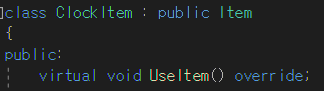 class ClockItem : public Item
{
public:
virtual void UseItem() override;